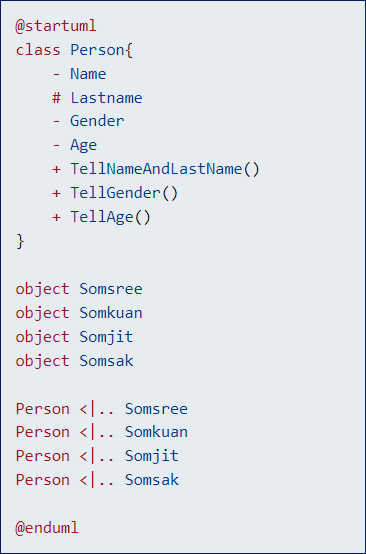 @startuml
class Person{
    - Name
    # Lastname
    - Gender
    - Age
    + TellNameAndLastName()
    + TellGender()
    + TellAge()
}

object Somsree
object Somkuan
object Somjit
object Somsak

Person <|.. Somsree
Person <|.. Somkuan
Person <|.. Somjit
Person <|.. Somsak

@enduml